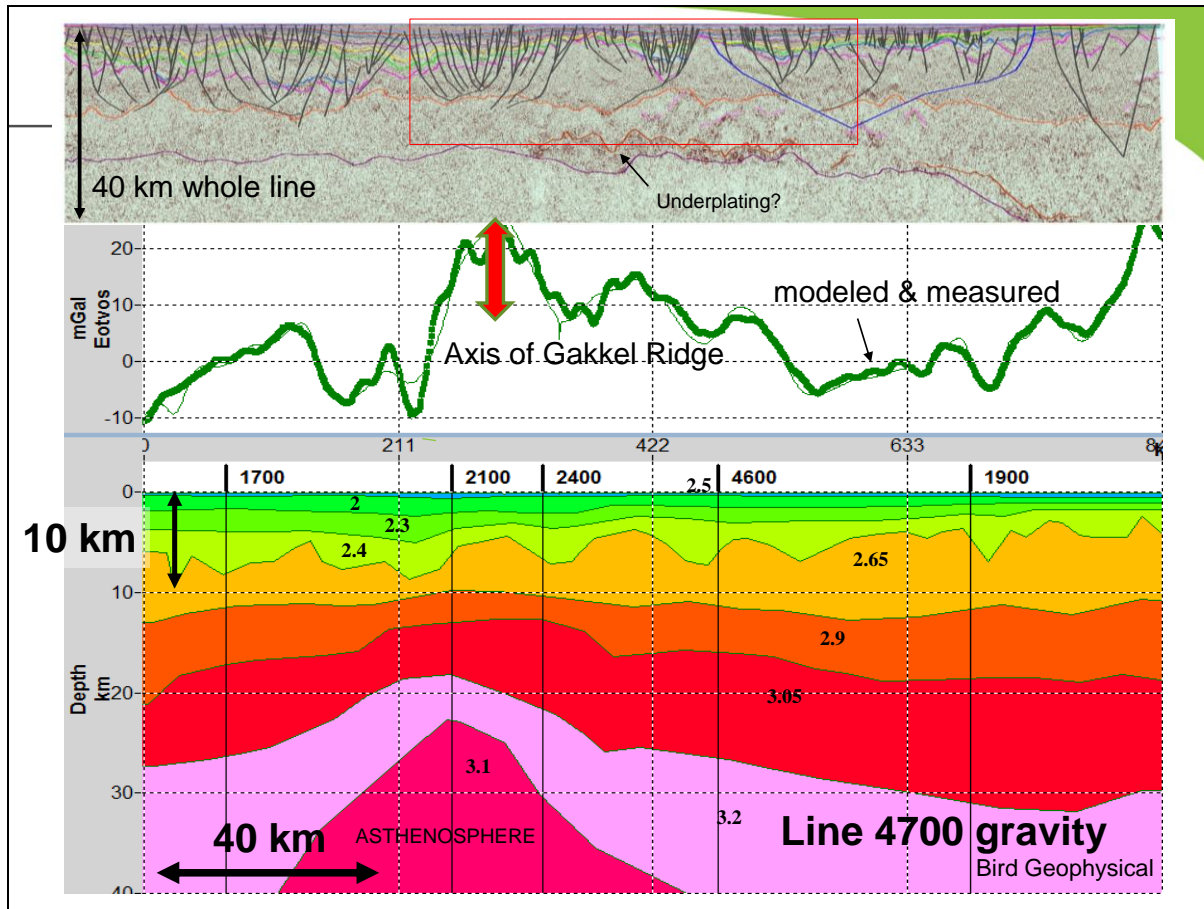 40 km whole line
Underplating?
20
10
0
-10
mGal
Eotvos
modeled & measured
Axis of Gakkel Ridge
0 211 422 633
1700 2100 2400 4600 1900
2.5
0
10
20
30
40
Depth
km
10 km
2
2.3
2.4
2.65
2.9
3.05
3.1
3.2
ASTHENOSPHERE
40 km
Line 4700 gravity
Bird Geophysical